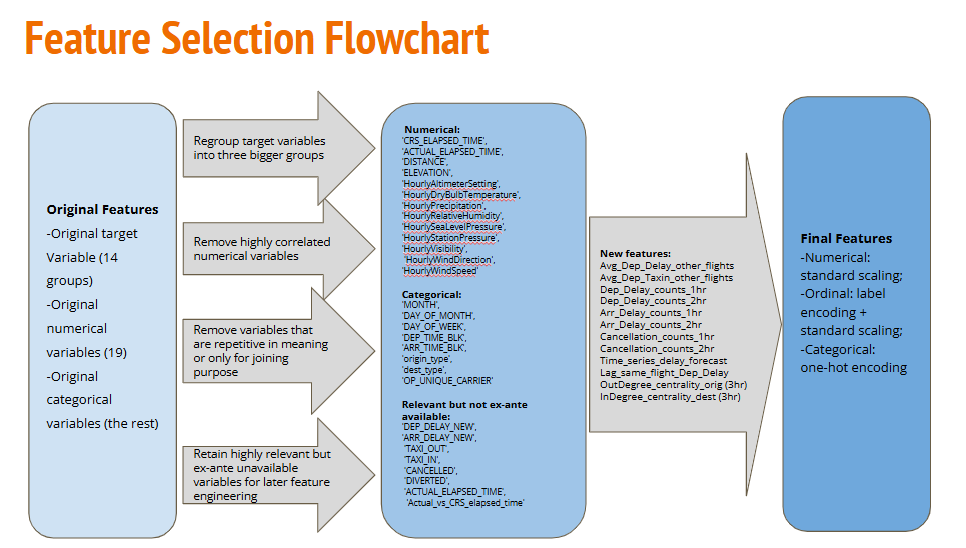 Feature Selection Flowchart
Original Features
-Original target
Variable (14
groups)
-Original
numerical
variables (19)
-Original
categorical
variables (the rest)
Regroup target variables
into three bigger groups
Remove highly correlated
numerical variables
Remove variables that
are repetitive in meaning
or only for joining
purpose
Retain highly relevant but
ex-ante unavailable
variables for later feature
engineering
Numerical:
'CRS_ELAPSED_TIME',
'ACTUAL_ELAPSED_TIME',
'DISTANCE',
'ELEVATION',
'HourlyAltimeterSetting',
'HourlyDryBulbTemperature',
'HourlyPrecipitation',
'HourlyRelativeHumidity',
'HourlySeaLevelPressure',
'HourlyStationPressure',
'HourlyVisibility',
'HourlyWindDirection',
'HourlyWindSpeed'
Categorical:
'MONTH',
'DAY_OF_MONTH',
'DAY_OF_WEEK',
'DEP_TIME_BLK',
'ARR_TIME_BLK',
'origin_type',
'dest_type',
'OP_UNIQUE_CARRIER'
Relevant but not ex-ante
available:
'DEP_DELAY_NEW',
'ARR_DELAY_NEW',
'TAXI_OUT',
'TAXI_IN',
'CANCELLED',
'DIVERTED',
'ACTUAL_ELAPSED_TIME',
'Actual_vs_CRS_elapsed_time'
New features:
Avg_Dep_Delay_other_flights
Avg_Dep_Taxin_other_flights
Dep_Delay_counts_1hr
Dep_Delay_counts_2hr
Arr_Delay_counts_1hr
Arr_Delay_counts_2hr
Cancellation_counts_1hr
Cancellation_counts_2hr
Time_series_delay_forecast
Lag_same_flight_Dep_Delay
OutDegree_centrality_orig (3hr)
InDegree_centrality_dest (3hr)
Final Features
-Numerical:
standard scaling;
-Ordinal: label
encoding +
standard scaling;
-Categorical:
one-hot encoding